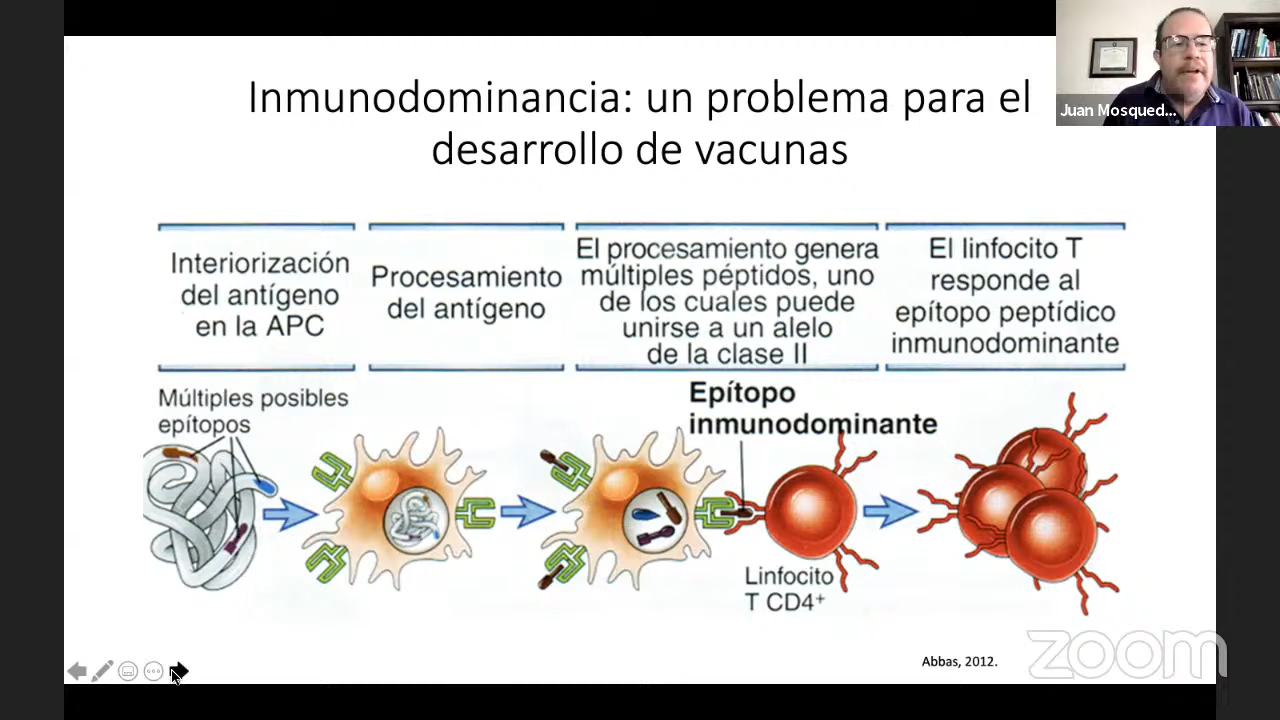 Inmunodominancia: un problema para el
desarrollo de vacunas
Juan Mosqued...
Interiorización
del antígeno
en la APC
Procesamiento
del antígeno
El procesamiento genera
múltiples péptidos, uno
de los cuales puede
unirse a un alelo
de la clase II
El linfocito T
responde al
epítopo peptídico
inmunodominante
Múltiples posibles
epítopos
Epítopo
inmunodominante
Linfocito
T CD4⁺
Abbas, 2012.
zoom